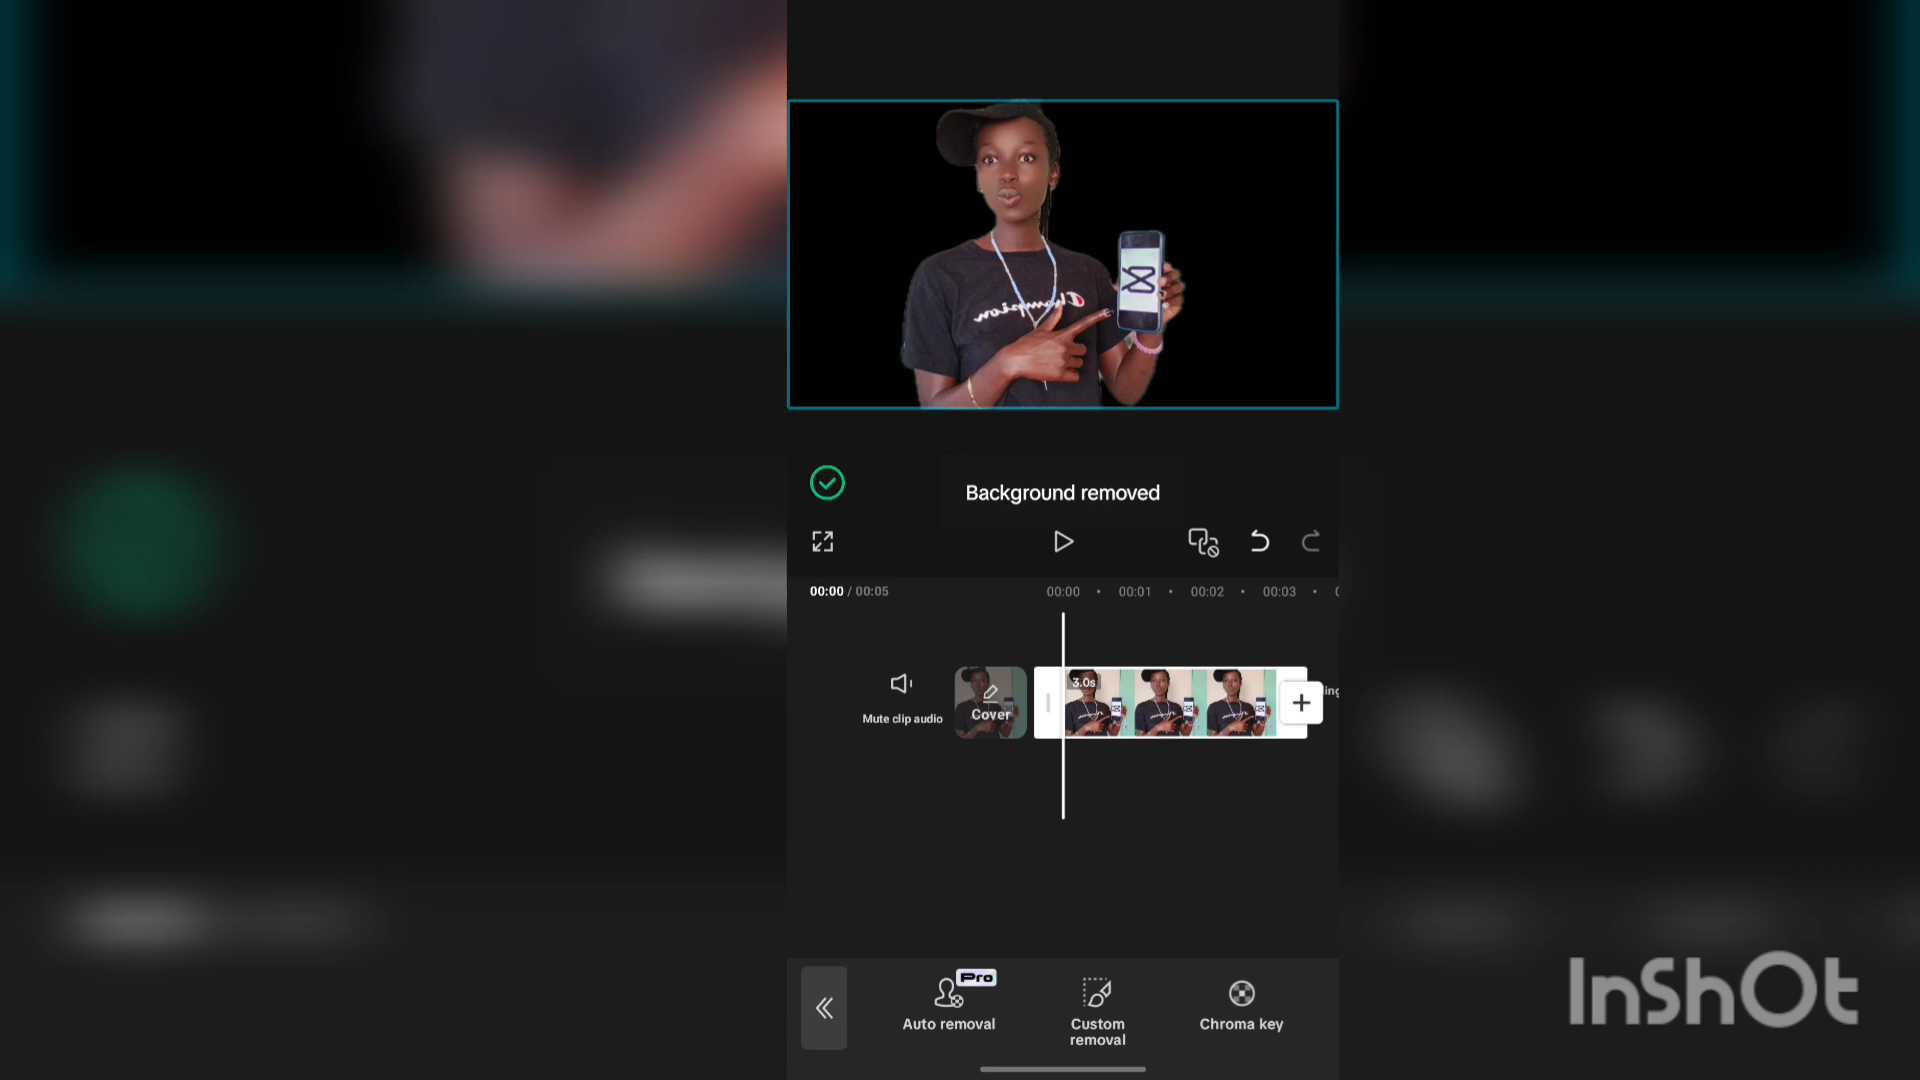 Champion
Background removed
00:00 / 00:05
00:00 00:01 00:02 00:03
3.0s
Mute clip audio
Cover
Pro
Auto removal
Custom
removal
Chroma key
InShOt